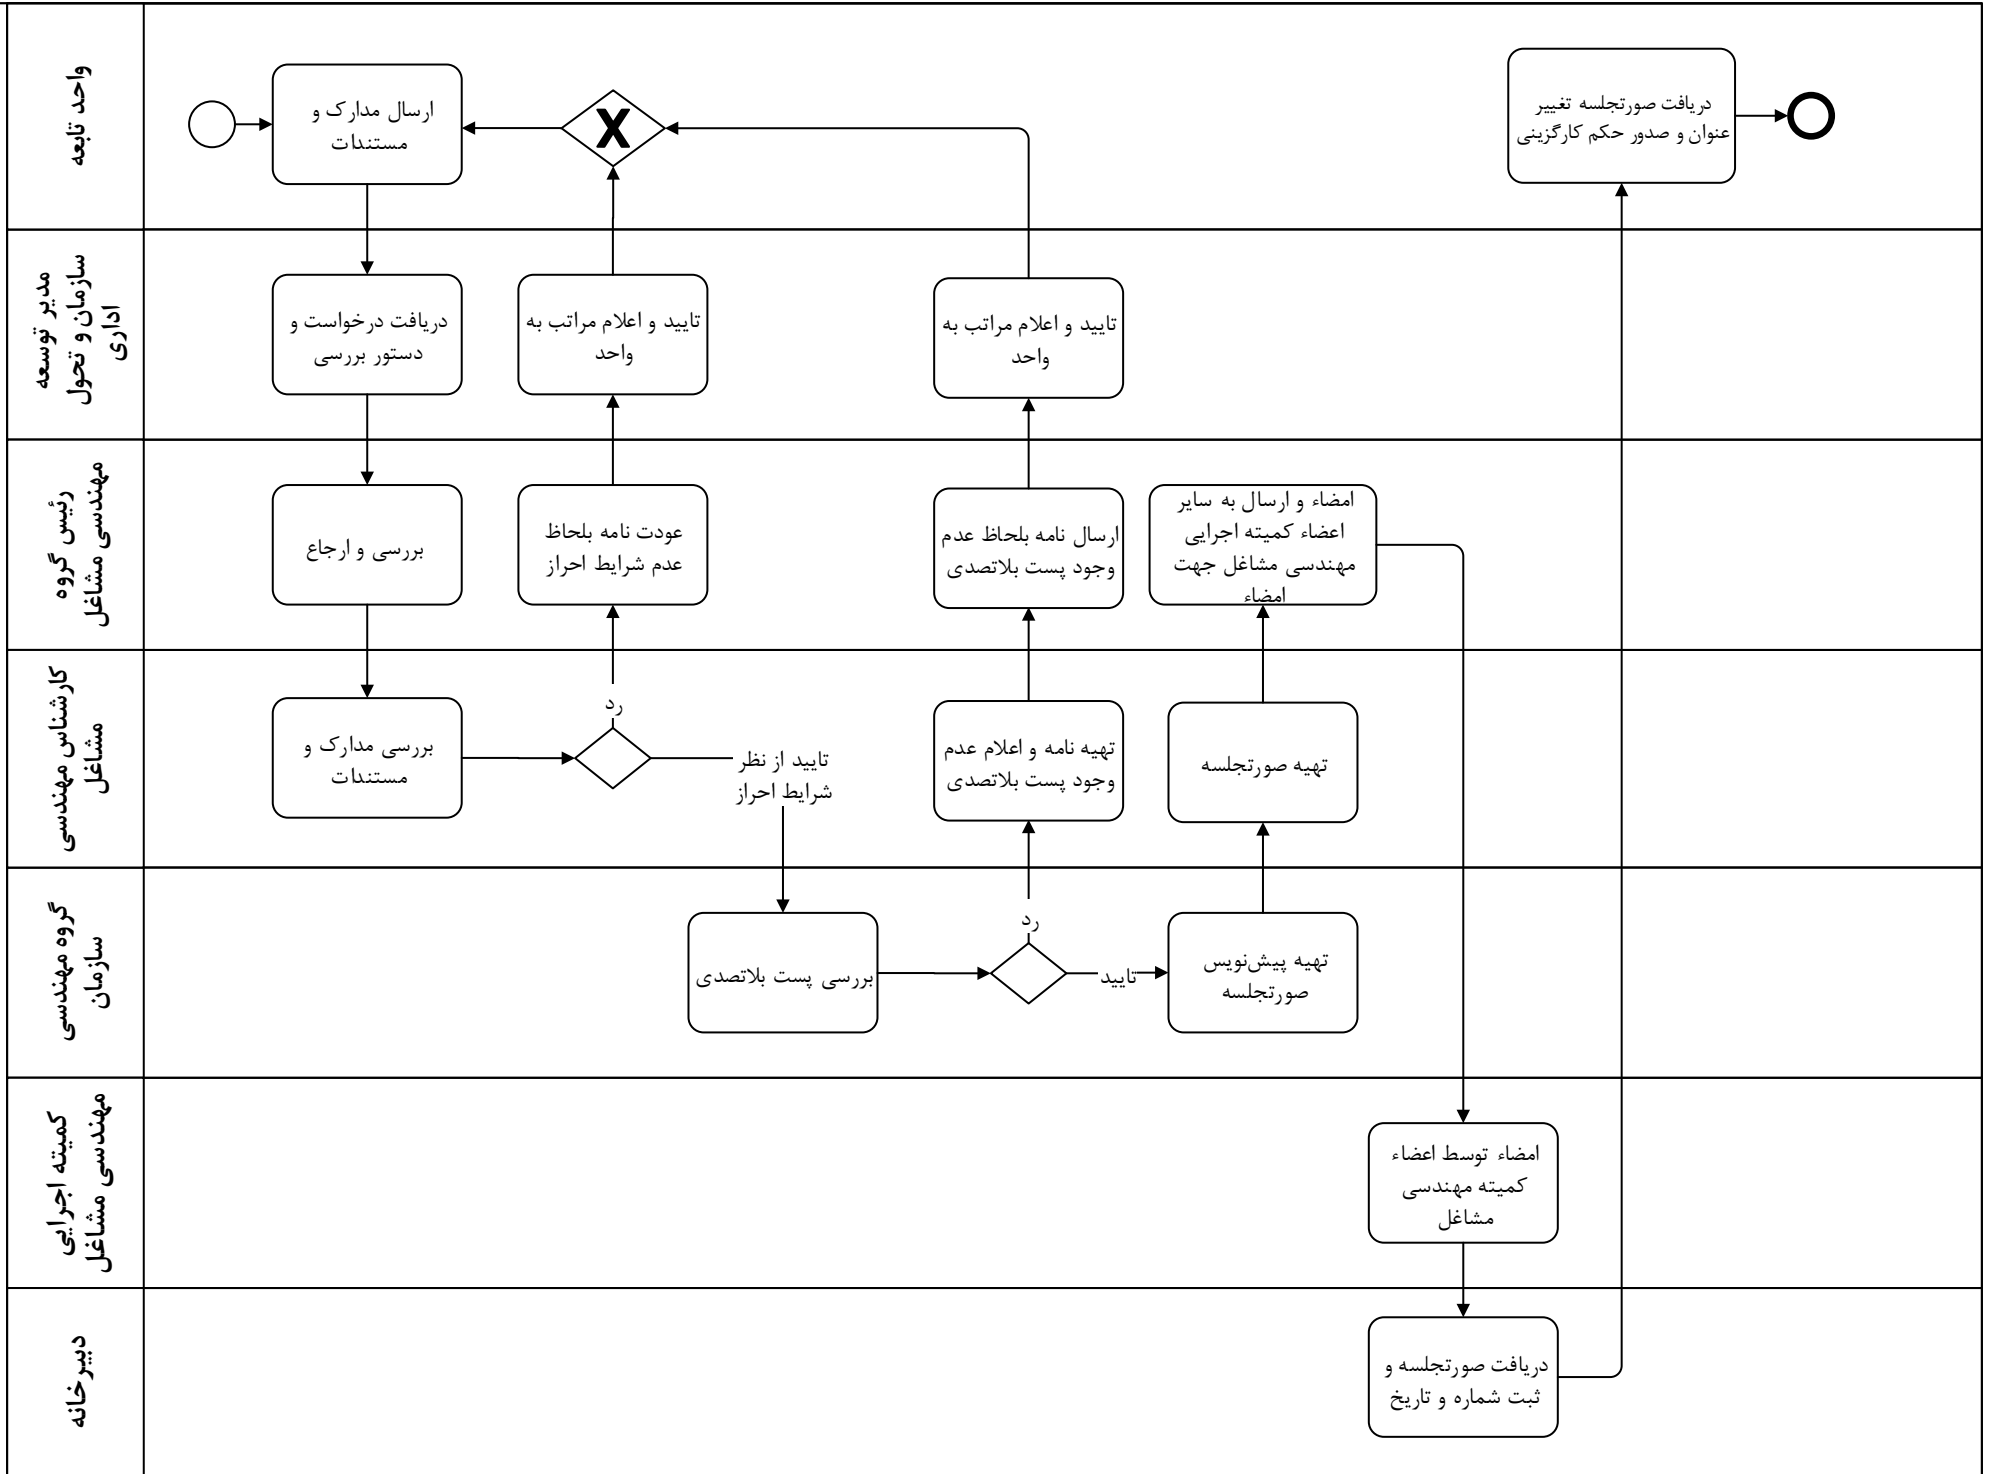 واحد تابعه
ارسال مدارک و
مستندات
X
دریافت صورتجلسه تغییر
عنوان و صدور حکم کارگزینی
مدیر توسعه
سازمان و تحول
اداری
دریافت درخواست و
دستور بررسی
تایید و اعلام مراتب به
واحد
تایید و اعلام مراتب به
واحد
رئیس گروه
مهندسی مشاغل
بررسی و ارجاع
عودت نامه بلحاظ
عدم شرایط احراز
ارسال نامه بلحاظ عدم
وجود پست بلاتصدی
امضاء و ارسال به سایر
اعضاء کمیته اجرایی
مهندسی مشاغل جهت
امضاء
کارشناس مهندسی
مشاغل
بررسی مدارک و
مستندات
رد
تایید از نظر
شرایط احراز
تهیه نامه و اعلام عدم
وجود پست بلاتصدی
تهیه صورتجلسه
گروه مهندسی
سازمان
بررسی پست بلاتصدی
رد
تایید
تهیه پیش‌نویس
صورتجلسه
کمیته اجرایی
مهندسی مشاغل
امضاء توسط اعضاء
کمیته مهندسی
مشاغل
دبیرخانه
دریافت صورتجلسه و
ثبت شماره و تاریخ